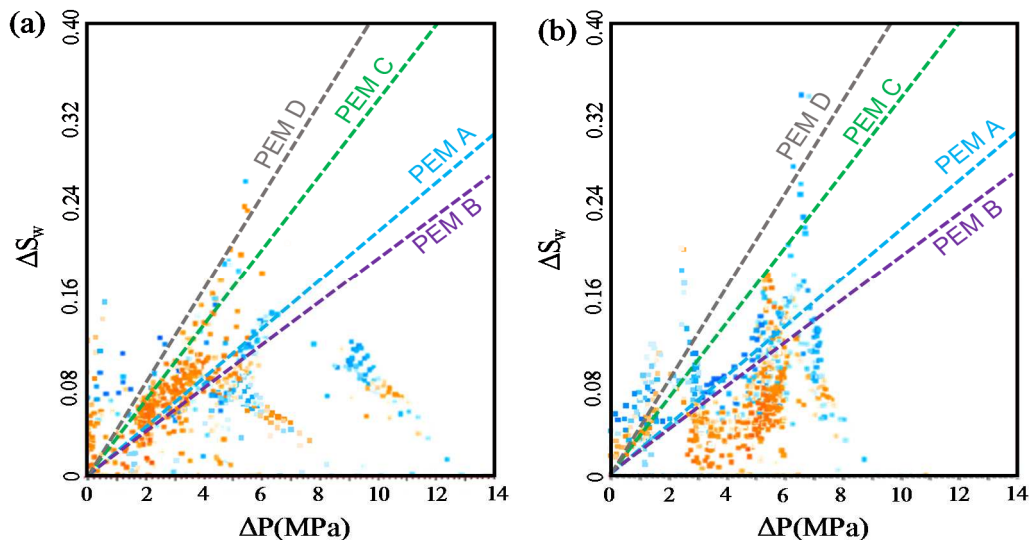 (a)
0.40
0.32
0.24
0.16
0.08
0
ΔS_w
PEM D
PEM C
PEM A
PEM B
0 2 4 6 8 10 12 14
ΔP(MPa)
(b)
0.40
0.32
0.24
0.16
0.08
0
ΔS_w
PEM D
PEM C
PEM A
PEM B
0 2 4 6 8 10 12 14
ΔP(MPa)